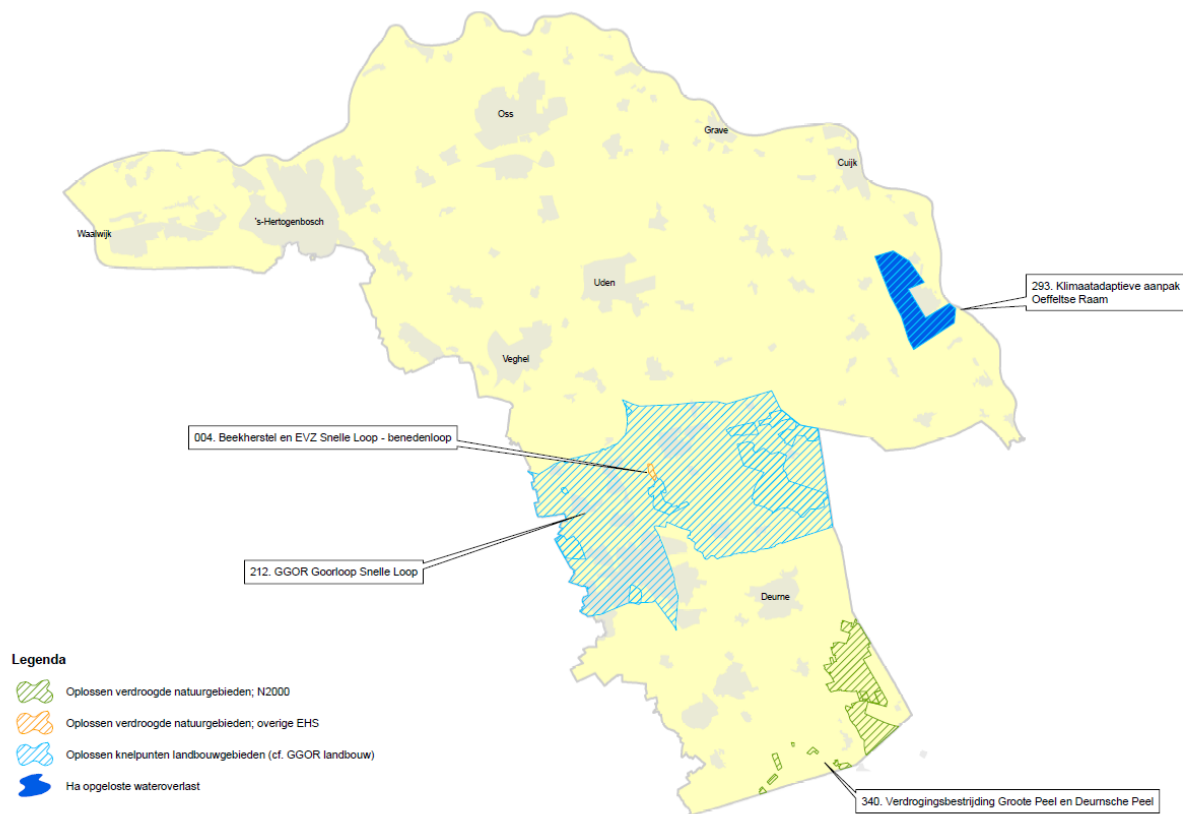 Oss
Grave
Cuijk
's-Hertogenbosch
Waalwijk
Uden
293. Klimaatadaptieve aanpak
Oeffeltse Raam
Veghel
004. Beekherstel en EVZ Snelle Loop - benedenloop
212. GGOR Goorloop Snelle Loop
Deurne
Legenda
Oplossen verdroogde natuurgebieden; N2000
Oplossen verdroogde natuurgebieden; overige EHS
Oplossen knelpunten landbouwgebieden (cf. GGOR landbouw)
Ha opgeloste wateroverlast
340. Verdrogingsbestrijding Groote Peel en Deurnsche Peel